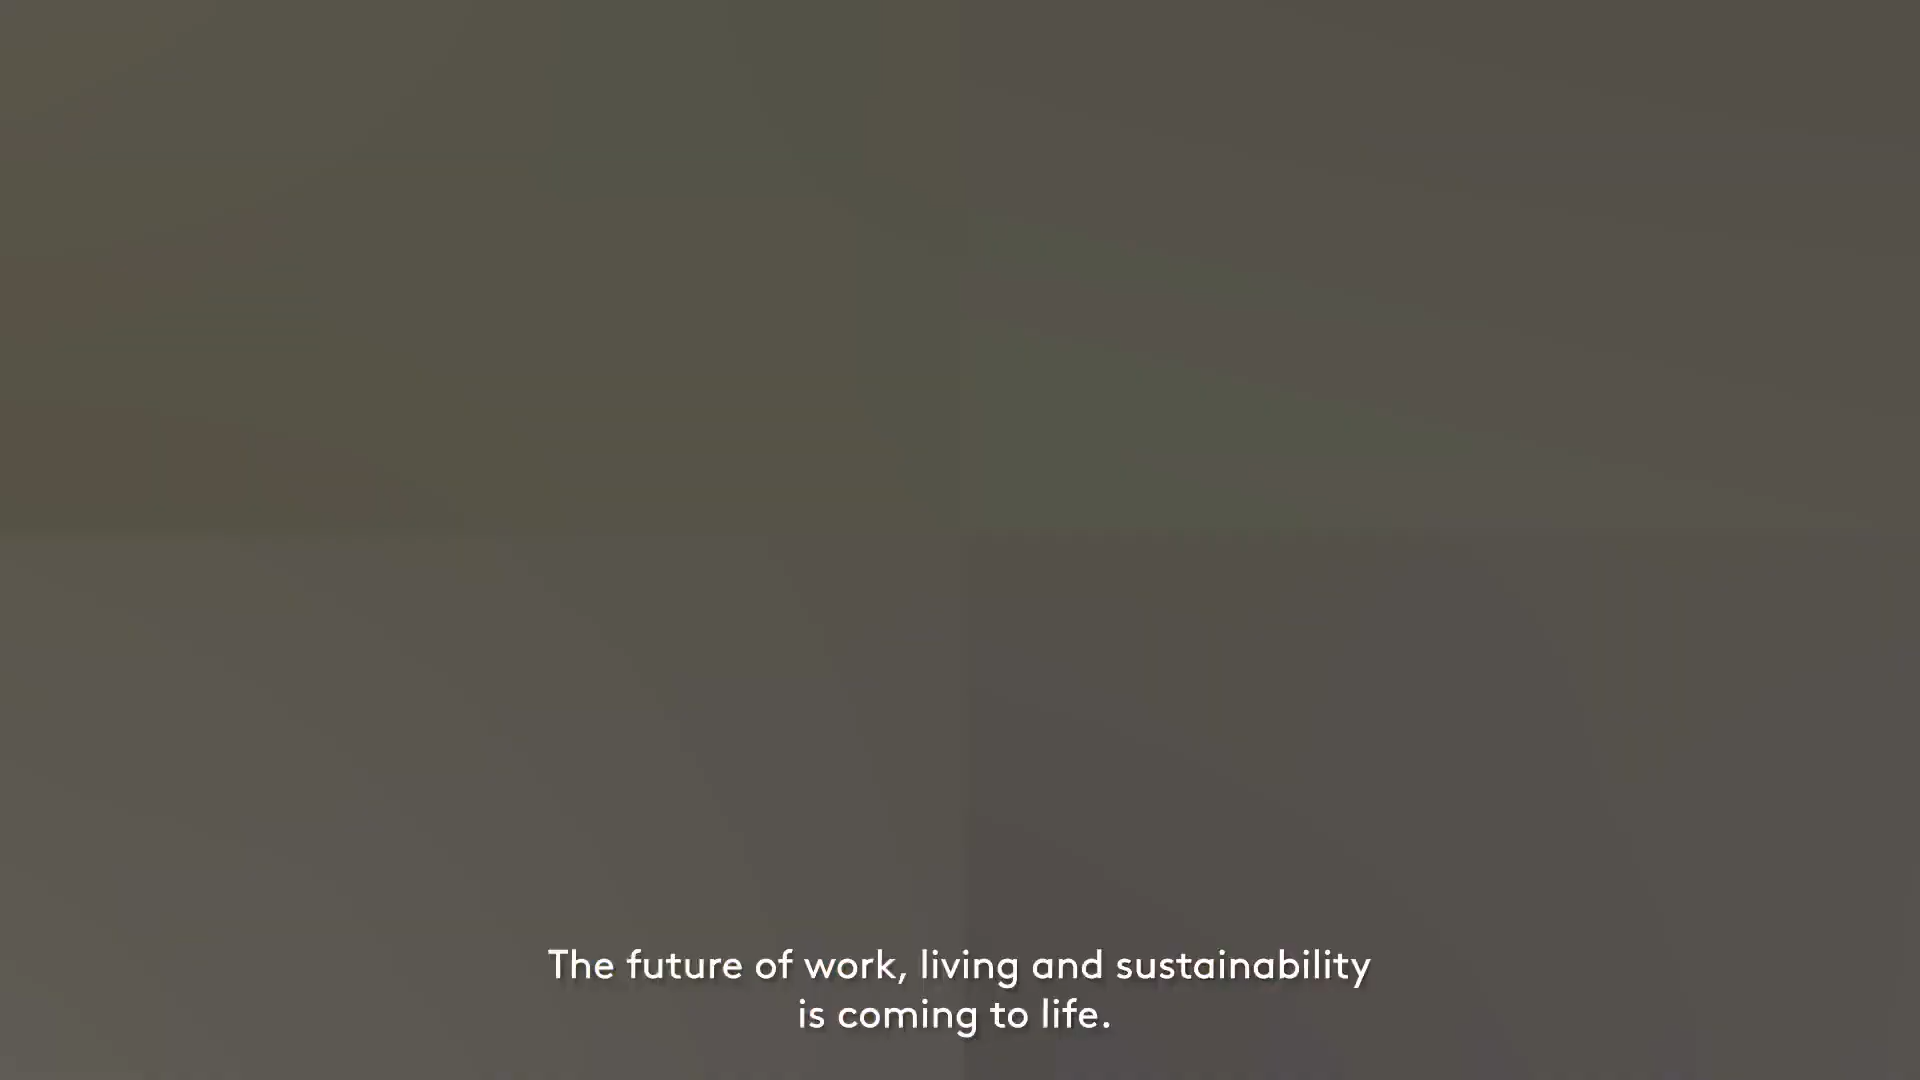 The future of work, living and sustainability
is coming to life.